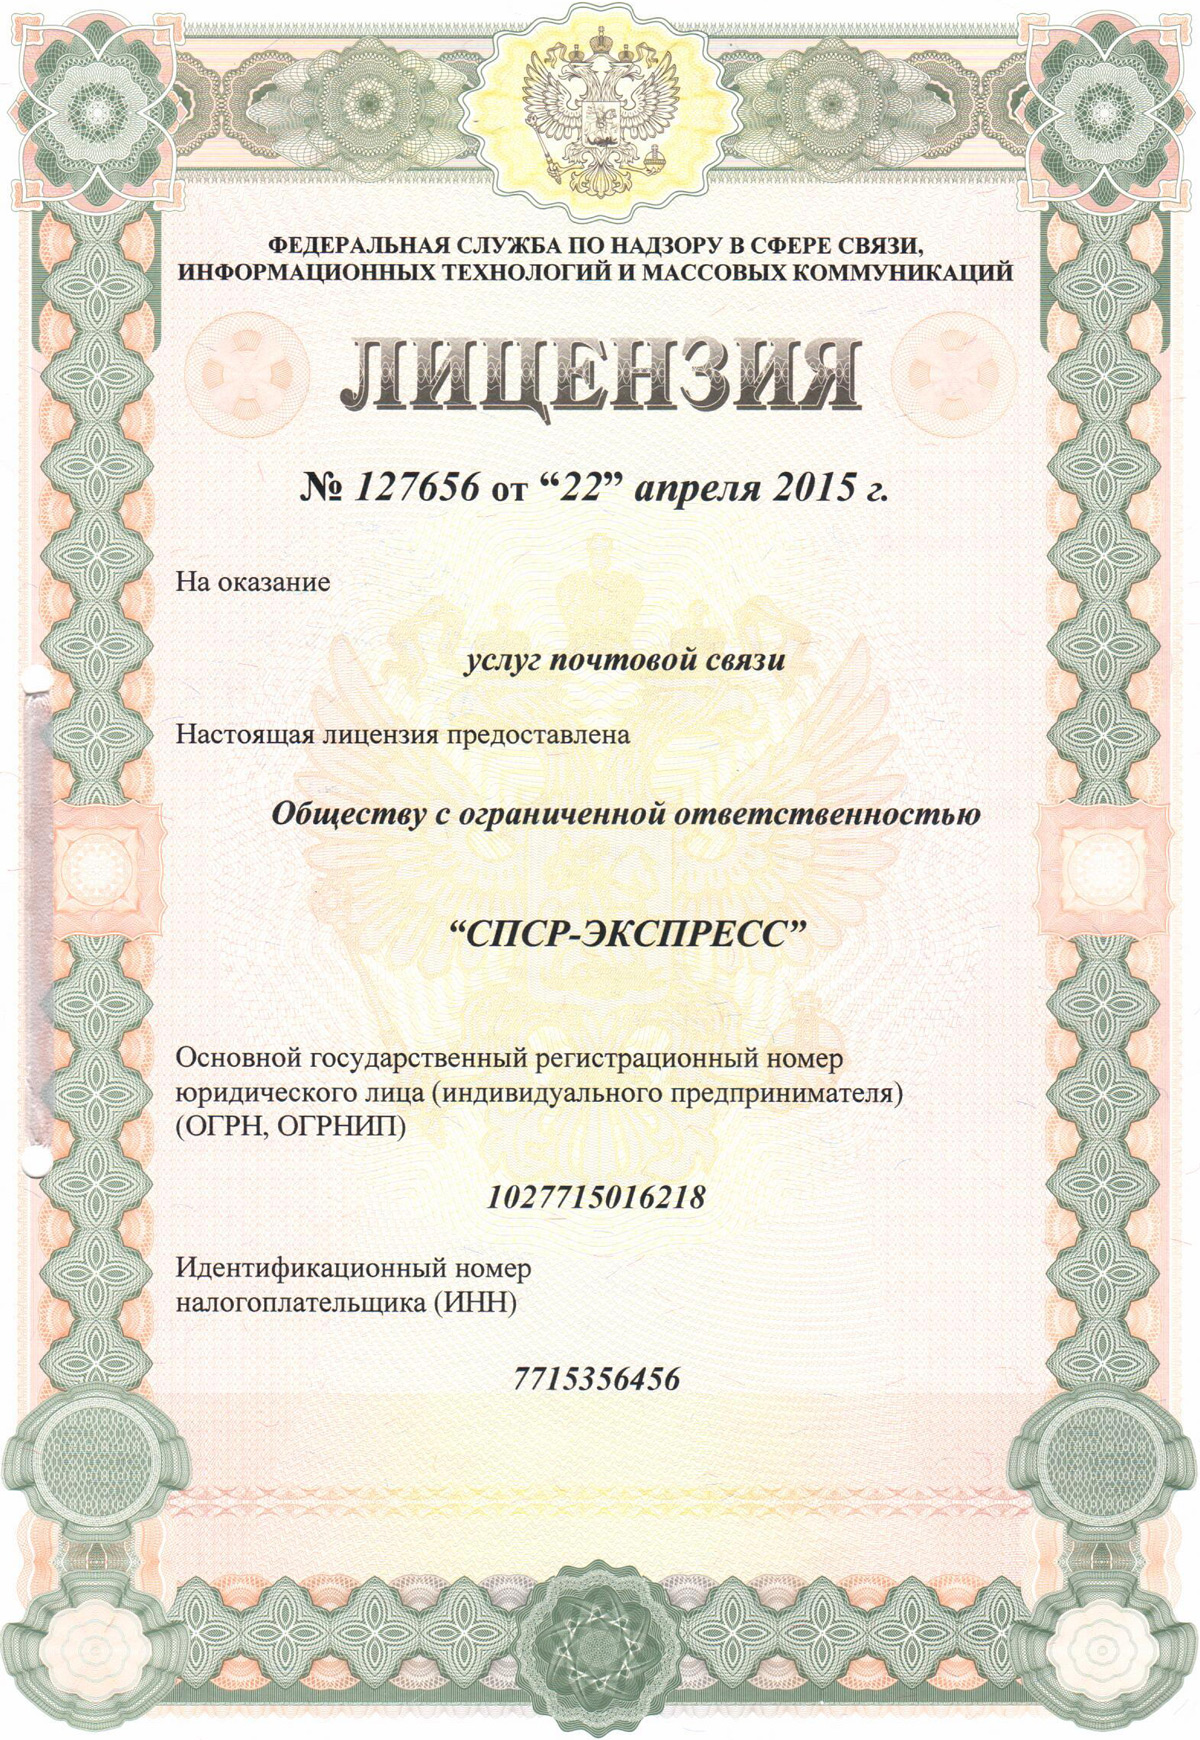 ФЕДЕРАЛЬНАЯ СЛУЖБА ПО НАДЗОРУ В СФЕРЕ СВЯЗИ,
ИНФОРМАЦИОННЫХ ТЕХНОЛОГИЙ И МАССОВЫХ КОММУНИКАЦИЙ
ЛИЦЕНЗИЯ
№ 127656 от “22” апреля 2015 г.
На оказание
услуг почтовой связи
Настоящая лицензия предоставлена
Обществу с ограниченной ответственностью
“СПСР-ЭКСПРЕСС”
Основной государственный регистрационный номер
юридического лица (индивидуального предпринимателя)
(ОГРН, ОГРНИП)
1027715016218
Идентификационный номер
налогоплательщика (ИНН)
7715356456